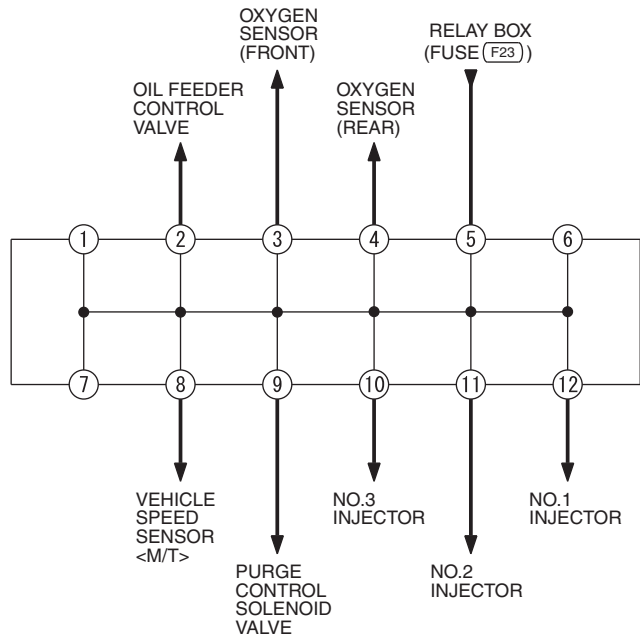 OXYGEN
SENSOR
(FRONT)
RELAY BOX
(FUSE F23 )
OIL FEEDER
CONTROL
VALVE
OXYGEN
SENSOR
(REAR)
1 2 3 4 5 6
7 8 9 10 11 12
VEHICLE
SPEED
SENSOR
<M/T>
NO.3
INJECTOR
NO.1
INJECTOR
PURGE
CONTROL
SOLENOID
VALVE
NO.2
INJECTOR